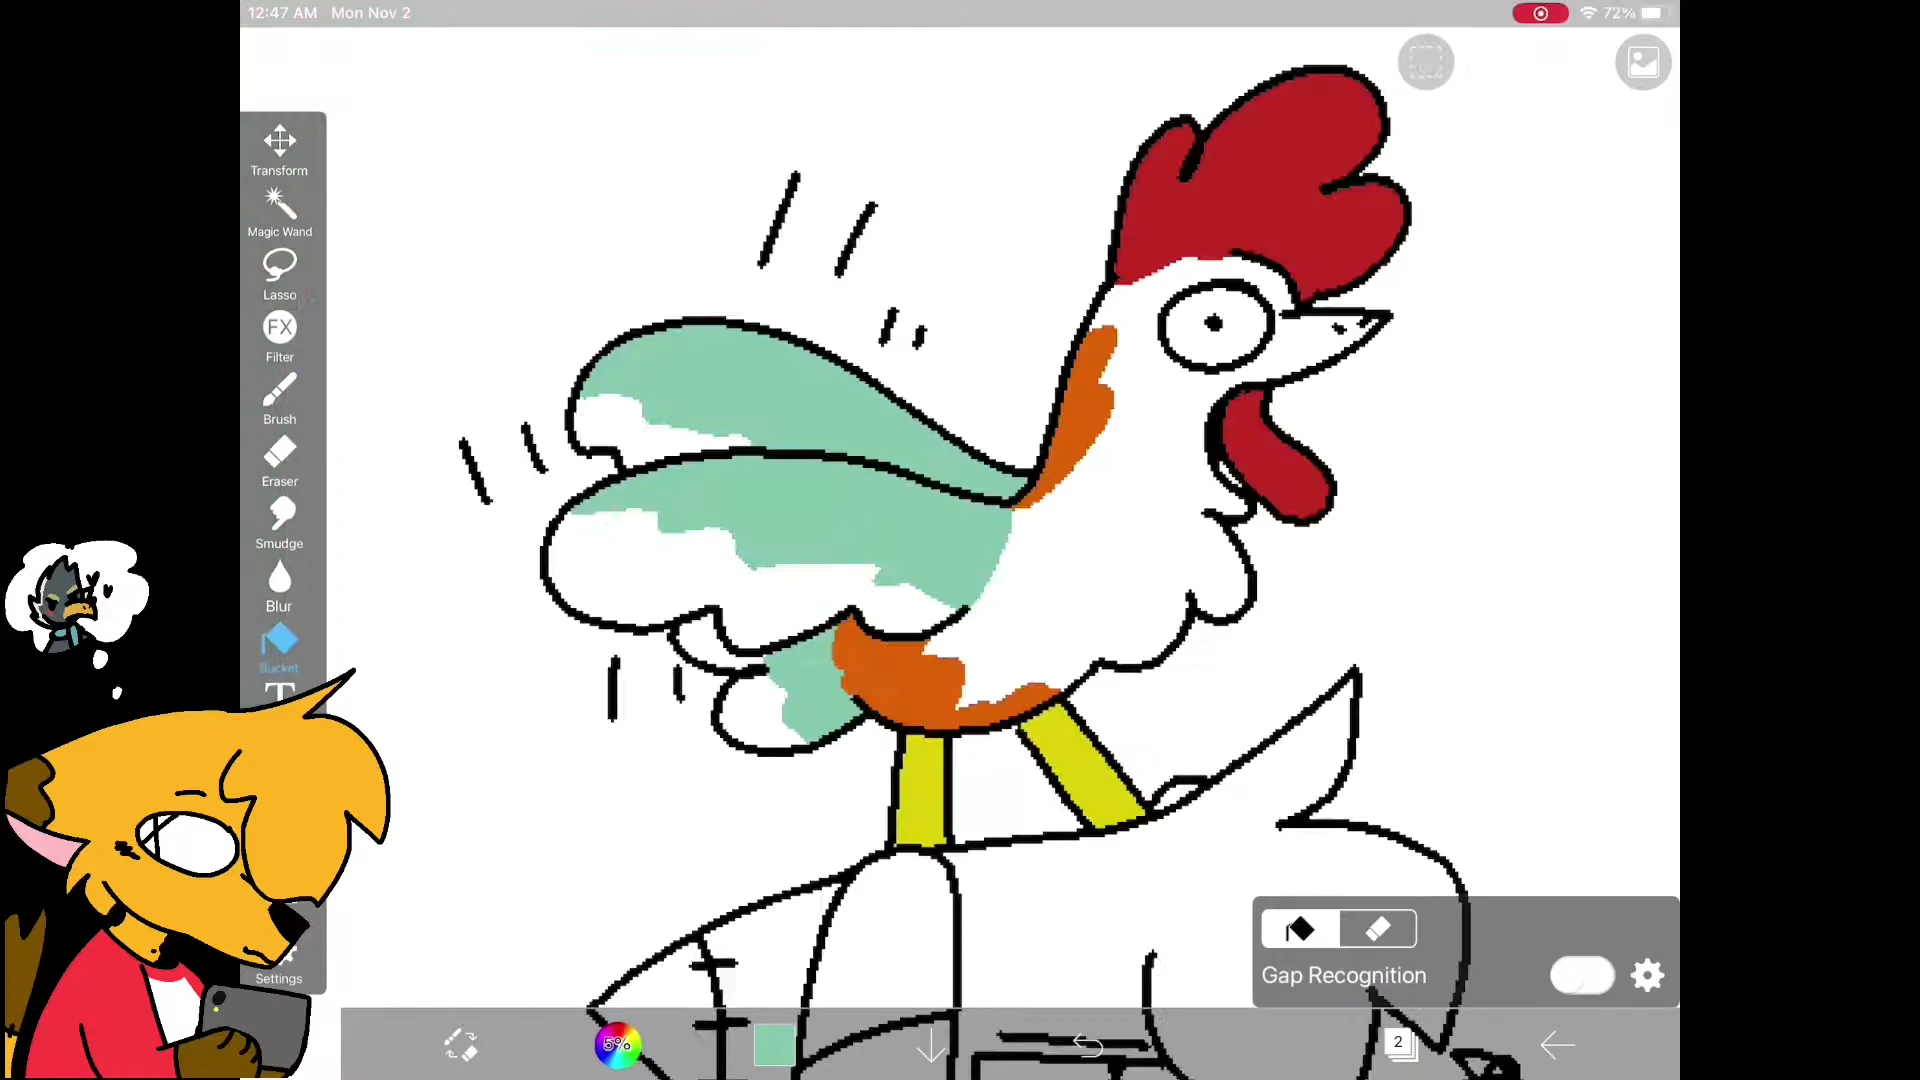 12:47 AM Mon Nov 2
72%
Transform
Magic Wand
Lasso
FX
Filter
Brush
Eraser
Smudge
Blur
Bucket
T
Settings
Gap Recognition
5%
2